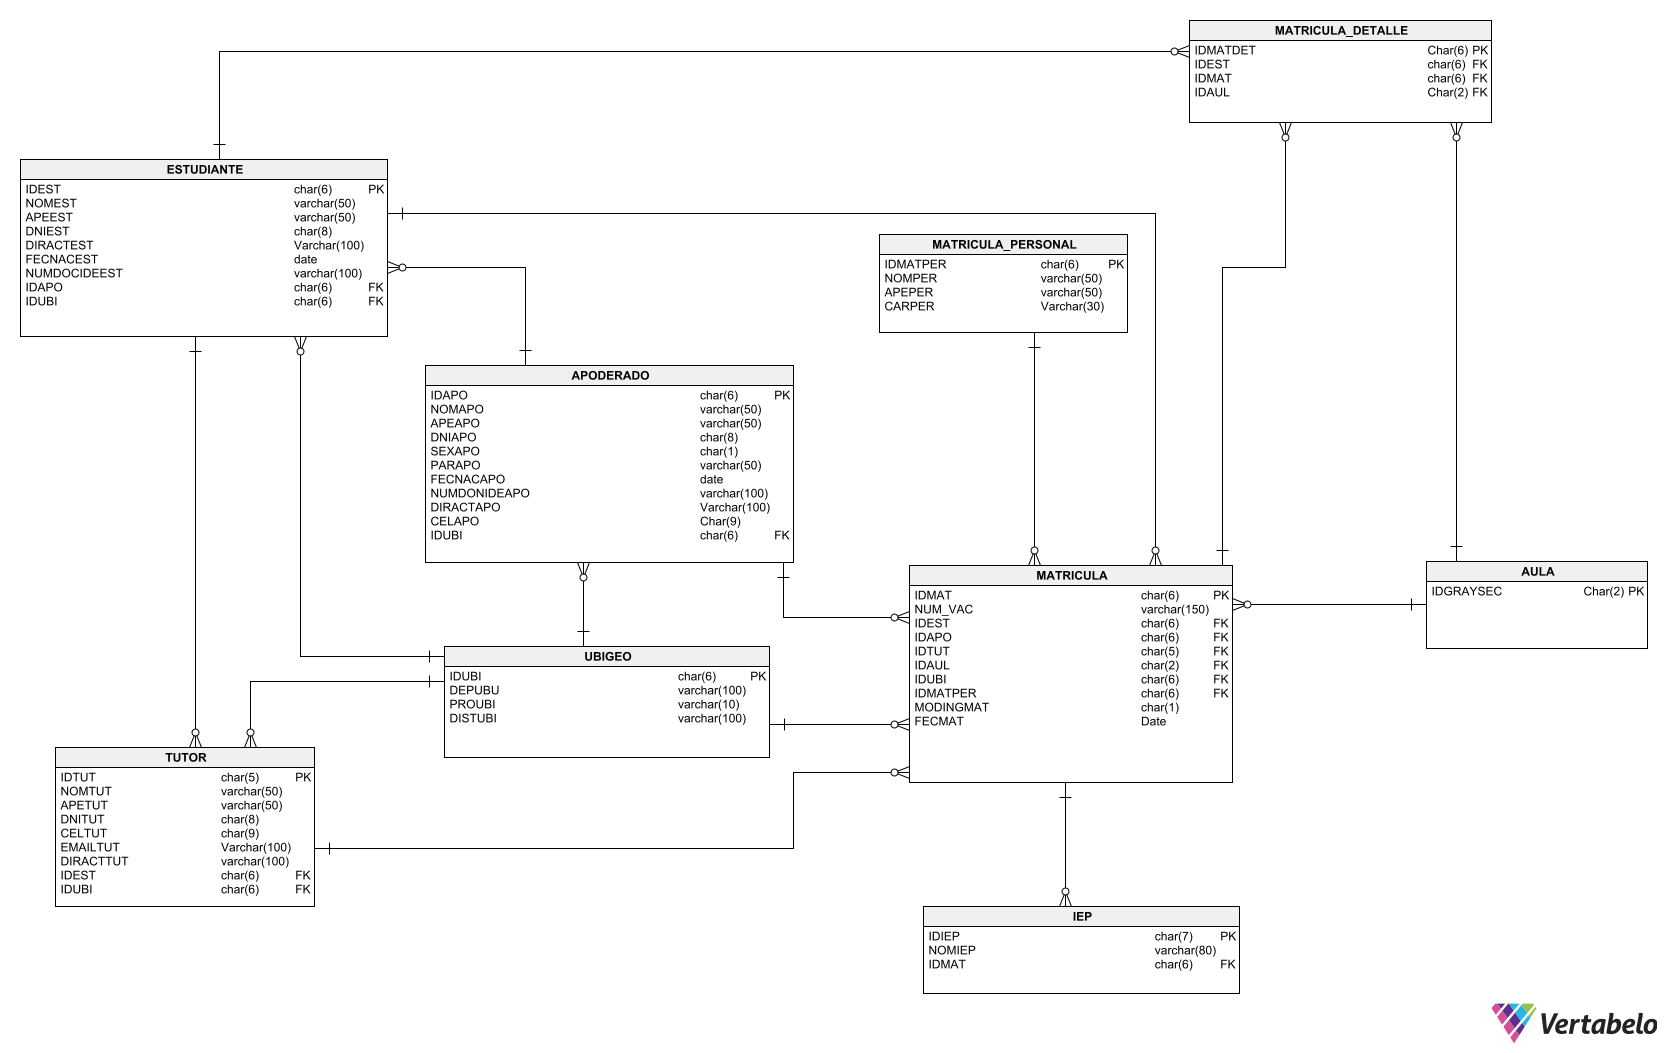 MATRICULA_DETALLE
IDMATDET Char(6) PK
IDEST char(6) FK
IDMAT char(6) FK
IDAUL Char(2) FK
ESTUDIANTE
IDEST char(6) PK
NOMEST varchar(50)
APEEST varchar(50)
DNIEST char(8)
DIRACTEST Varchar(100)
FECNACEST date
NUMDOCIDEEST varchar(100)
IDAPO char(6) FK
IDUBI char(6) FK
MATRICULA_PERSONAL
IDMATPER char(6) PK
NOMPER varchar(50)
APEPER varchar(50)
CARPER Varchar(30)
APODERADO
IDAPO char(6) PK
NOMAPO varchar(50)
APEAPO varchar(50)
DNIAPO char(8)
SEXAPO char(1)
PARAPO varchar(50)
FECNACAPO date
NUMDONIDEAPO varchar(100)
DIRACTAPO Varchar(100)
CELAPO Char(9)
IDUBI char(6) FK
MATRICULA
IDMAT char(6) PK
NUM_VAC varchar(150)
IDEST char(6) FK
IDAPO char(6) FK
IDTUT char(5) FK
IDAUL char(2) FK
IDUBI char(6) FK
IDMATPER char(6) FK
MODINGMAT char(1)
FECMAT Date
AULA
IDGRAYSEC Char(2) PK
UBIGEO
IDUBI char(6) PK
DEPUBU varchar(100)
PROUBI varchar(10)
DISTUBI varchar(100)
TUTOR
IDTUT char(5) PK
NOMTUT varchar(50)
APETUT varchar(50)
DNITUT char(8)
CELTUT char(9)
EMAILTUT Varchar(100)
DIRACTTUT varchar(100)
IDEST char(6) FK
IDUBI char(6) FK
IEP
IDIEP char(7) PK
NOMIEP varchar(80)
IDMAT char(6) FK
Vertabelo